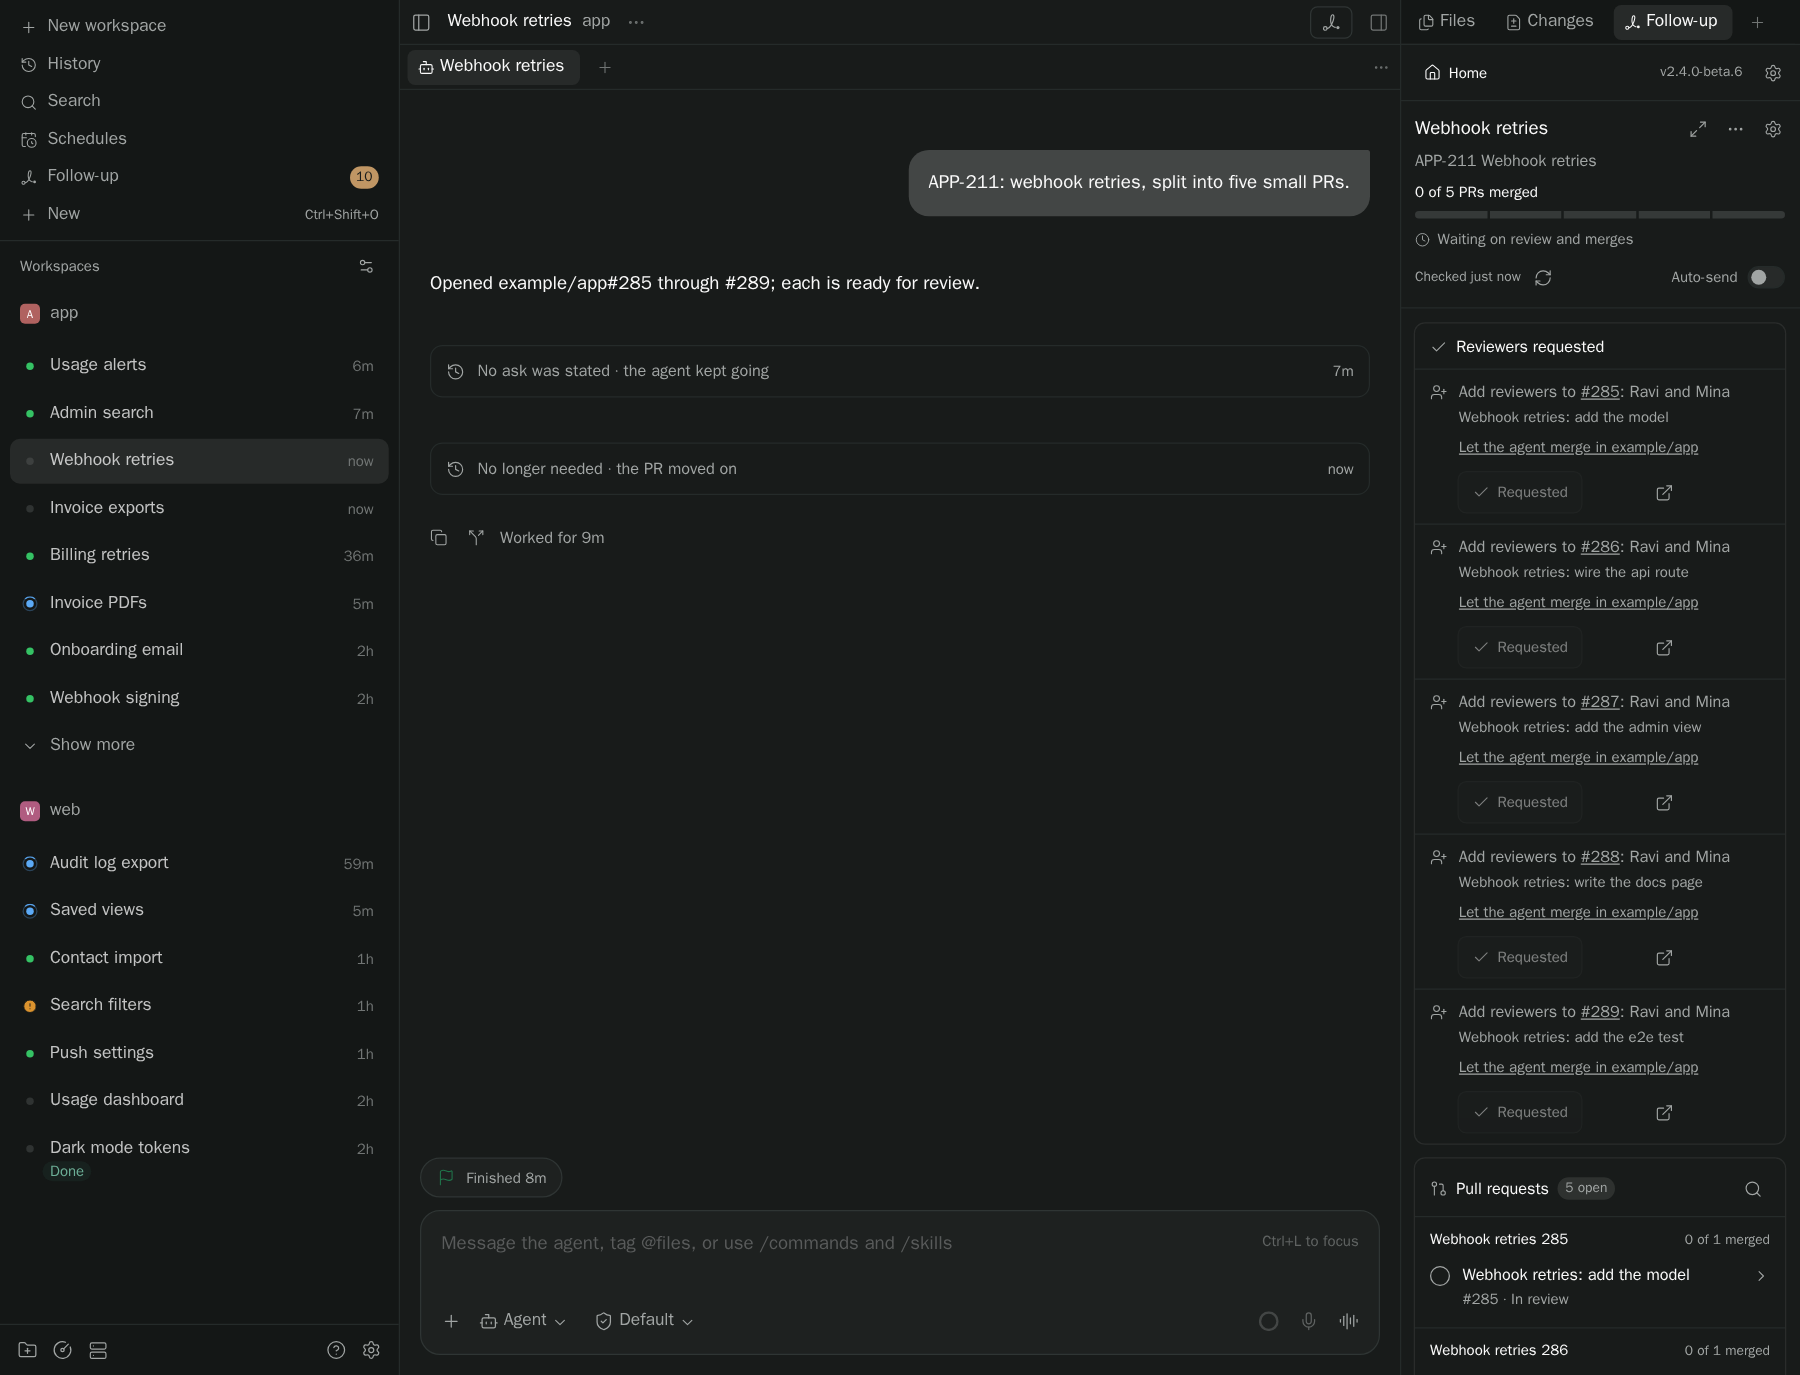 New workspace
History
Search
Schedules
Follow-up 10
New Ctrl+Shift+O
Workspaces
A app
Usage alerts 6m
Admin search 7m
Webhook retries now
Invoice exports now
Billing retries 36m
Invoice PDFs 5m
Onboarding email 2h
Webhook signing 2h
Show more
W web
Audit log export 59m
Saved views 5m
Contact import 1h
Search filters 1h
Push settings 1h
Usage dashboard 2h
Dark mode tokens 2h
Done
Webhook retries app
Webhook retries
APP-211: webhook retries, split into five small PRs.
Opened example/app#285 through #289; each is ready for review.
No ask was stated · the agent kept going 7m
No longer needed · the PR moved on now
Worked for 9m
Finished 8m
Message the agent, tag @files, or use /commands and /skills Ctrl+L to focus
Agent Default
Files Changes Follow-up
Home v2.4.0-beta.6
Webhook retries
APP-211 Webhook retries
0 of 5 PRs merged
Waiting on review and merges
Checked just now Auto-send
Reviewers requested
Add reviewers to #285: Ravi and Mina
Webhook retries: add the model
Let the agent merge in example/app
Requested
Add reviewers to #286: Ravi and Mina
Webhook retries: wire the api route
Let the agent merge in example/app
Requested
Add reviewers to #287: Ravi and Mina
Webhook retries: add the admin view
Let the agent merge in example/app
Requested
Add reviewers to #288: Ravi and Mina
Webhook retries: write the docs page
Let the agent merge in example/app
Requested
Add reviewers to #289: Ravi and Mina
Webhook retries: add the e2e test
Let the agent merge in example/app
Requested
Pull requests 5 open
Webhook retries 285 0 of 1 merged
Webhook retries: add the model
#285 · In review
Webhook retries 286 0 of 1 merged